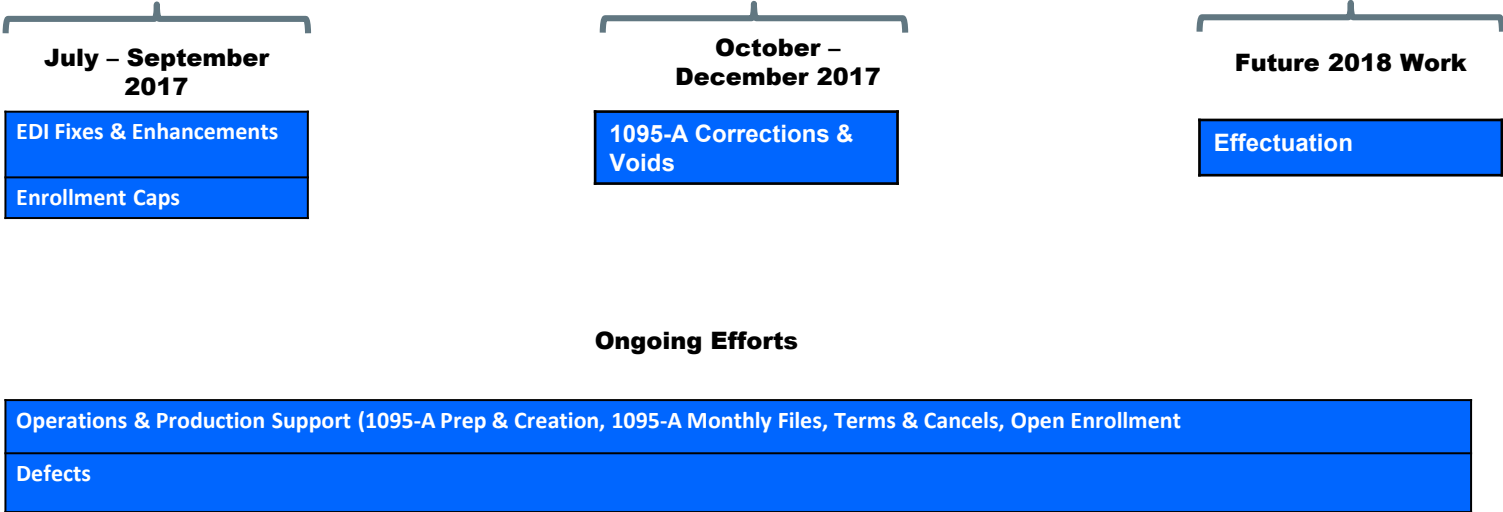 July – September
2017
EDI Fixes & Enhancements
Enrollment Caps
October –
December 2017
1095-A Corrections &
Voids
Future 2018 Work
Effectuation
Ongoing Efforts
Operations & Production Support (1095-A Prep & Creation, 1095-A Monthly Files, Terms & Cancels, Open Enrollment
Defects